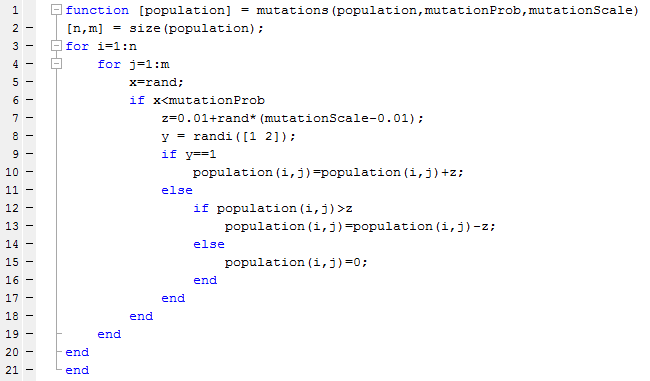 1 function [population] = mutations(population,mutationProb,mutationScale)
2 - [n,m] = size(population);
3 - for i=1:n
4 - for j=1:m
5 - x=rand;
6 - if x<mutationProb
7 - z=0.01+rand*(mutationScale-0.01);
8 - y = randi([1 2]);
9 - if y==1
10 - population(i,j)=population(i,j)+z;
11 - else
12 - if population(i,j)>z
13 - population(i,j)=population(i,j)-z;
14 - else
15 - population(i,j)=0;
16 - end
17 - end
18 - end
19 - end
20 - end
21 - end